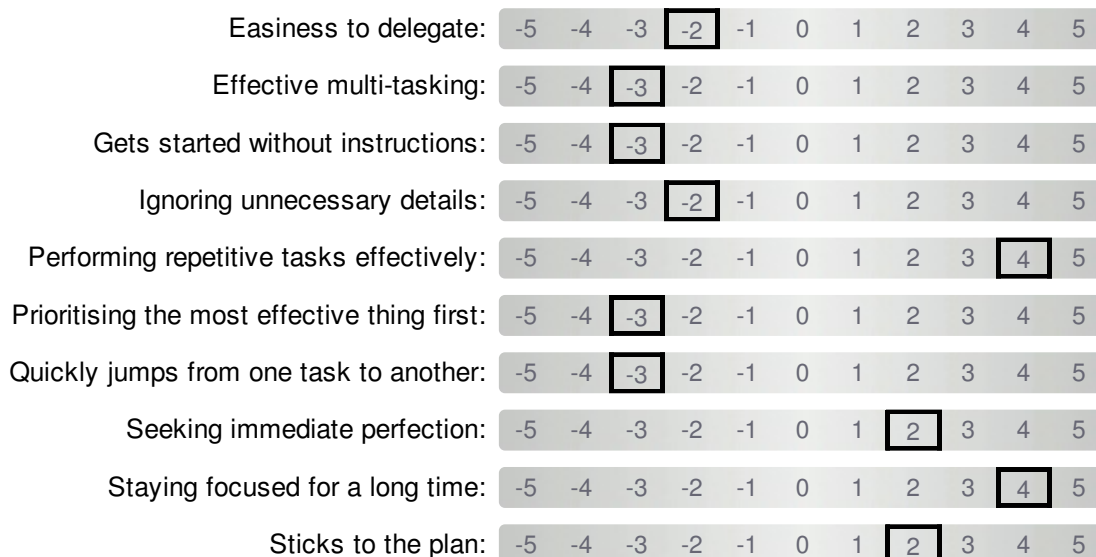 Easiness to delegate: -5 -4 -3 -2 -1 0 1 2 3 4 5
Effective multi-tasking: -5 -4 -3 -2 -1 0 1 2 3 4 5
Gets started without instructions: -5 -4 -3 -2 -1 0 1 2 3 4 5
Ignoring unnecessary details: -5 -4 -3 -2 -1 0 1 2 3 4 5
Performing repetitive tasks effectively: -5 -4 -3 -2 -1 0 1 2 3 4 5
Prioritising the most effective thing first: -5 -4 -3 -2 -1 0 1 2 3 4 5
Quickly jumps from one task to another: -5 -4 -3 -2 -1 0 1 2 3 4 5
Seeking immediate perfection: -5 -4 -3 -2 -1 0 1 2 3 4 5
Staying focused for a long time: -5 -4 -3 -2 -1 0 1 2 3 4 5
Sticks to the plan: -5 -4 -3 -2 -1 0 1 2 3 4 5